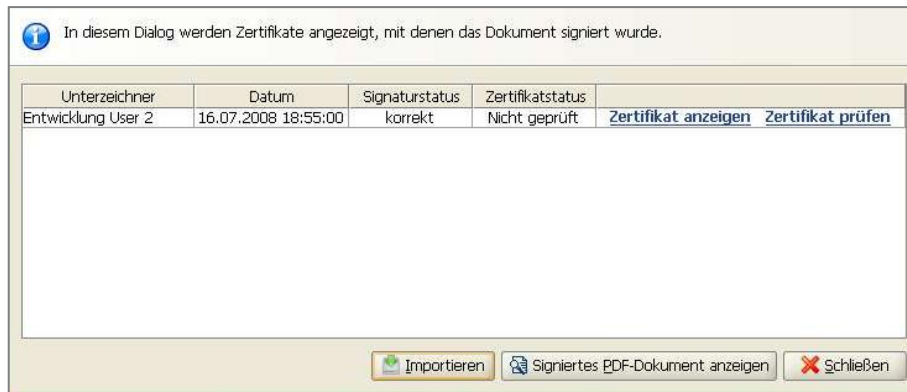 In diesem Dialog werden Zertifikate angezeigt, mit denen das Dokument signiert wurde.
Unterzeichner Datum Signaturstatus Zertifikatstatus
Entwicklung User 2 16.07.2008 18:55:00 korrekt Nicht geprüft Zertifikat anzeigen Zertifikat prüfen
Importieren Signiertes PDF-Dokument anzeigen Schließen